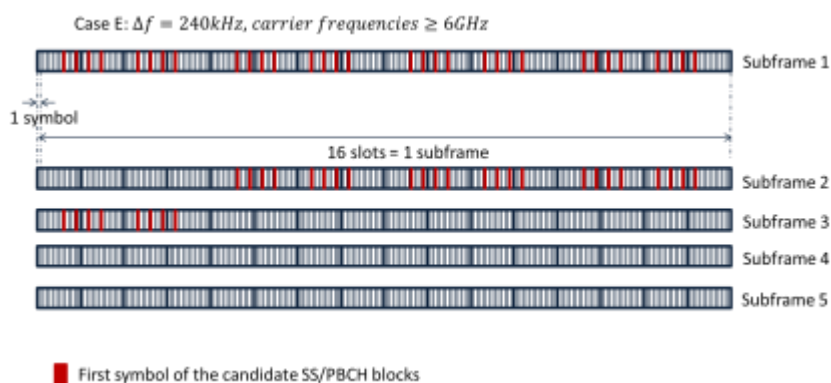 Case E: Δf = 240kHz, carrier frequencies ≥ 6GHz
Subframe 1
1 symbol
16 slots = 1 subframe
Subframe 2
Subframe 3
Subframe 4
Subframe 5
First symbol of the candidate SS/PBCH blocks